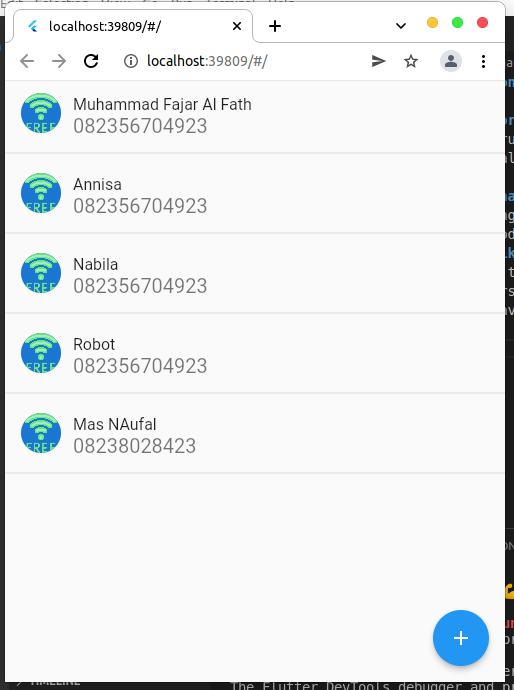 localhost:39809/#/
localhost:39809/#/
Muhammad Fajar Al Fath
082356704923
FREE
Annisa
082356704923
FREE
Nabila
082356704923
FREE
Robot
082356704923
FREE
Mas NAufal
08238028423
FREE
TIMELINE
The Flutter DevTools debugger and pr